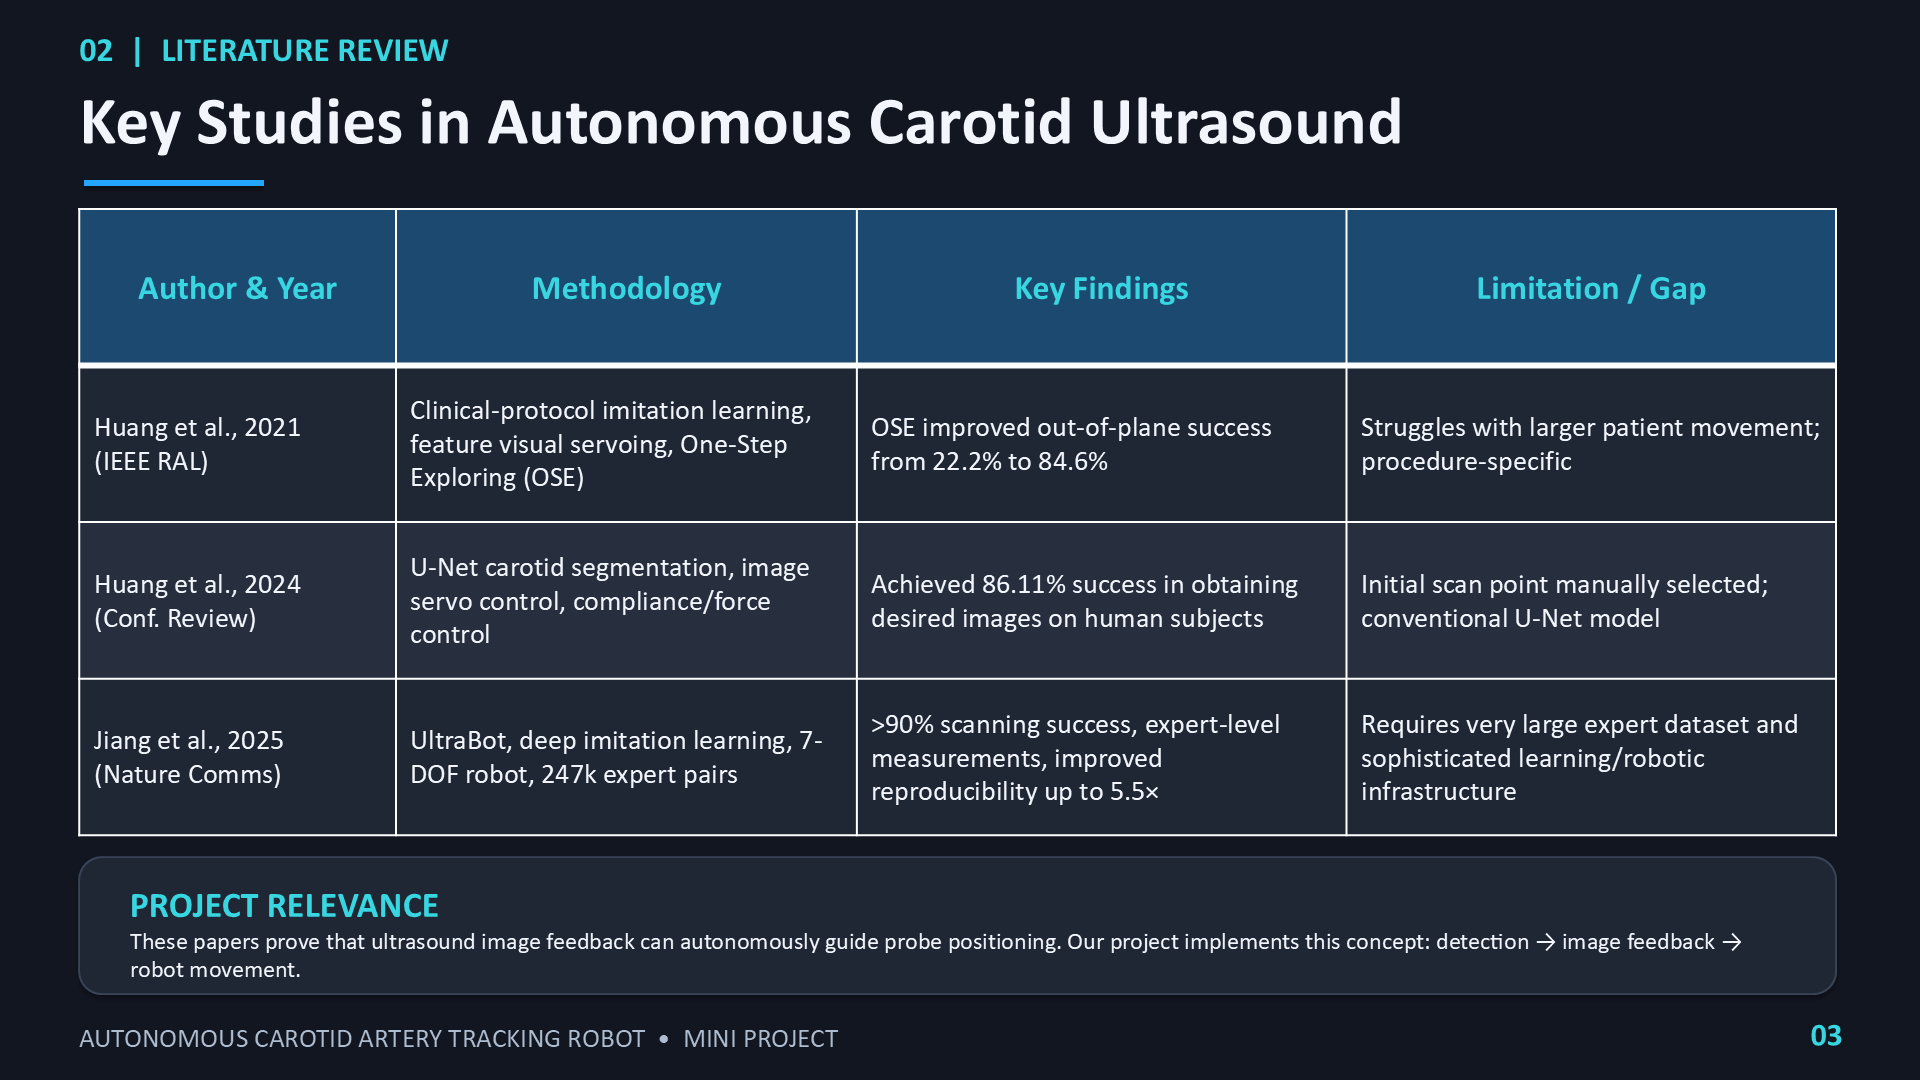 02 | LITERATURE REVIEW
Key Studies in Autonomous Carotid Ultrasound
Author & Year
Methodology
Key Findings
Limitation / Gap
Huang et al., 2021
(IEEE RAL)
Clinical-protocol imitation learning,
feature visual servoing, One-Step
Exploring (OSE)
OSE improved out-of-plane success
from 22.2% to 84.6%
Struggles with larger patient movement;
procedure-specific
Huang et al., 2024
(Conf. Review)
U-Net carotid segmentation, image
servo control, compliance/force
control
Achieved 86.11% success in obtaining
desired images on human subjects
Initial scan point manually selected;
conventional U-Net model
Jiang et al., 2025
(Nature Comms)
UltraBot, deep imitation learning, 7-
DOF robot, 247k expert pairs
>90% scanning success, expert-level
measurements, improved
reproducibility up to 5.5×
Requires very large expert dataset and
sophisticated learning/robotic
infrastructure
PROJECT RELEVANCE
These papers prove that ultrasound image feedback can autonomously guide probe positioning. Our project implements this concept: detection → image feedback →
robot movement.
AUTONOMOUS CAROTID ARTERY TRACKING ROBOT • MINI PROJECT
03